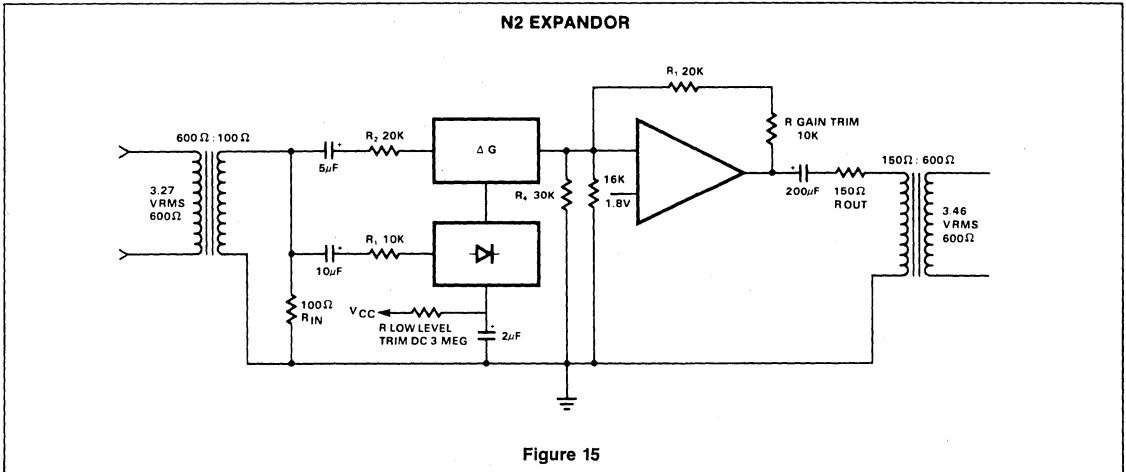 N2 EXPANDOR
R₁ 20K
R GAIN TRIM
10K
600Ω : 100Ω
R₂ 20K
5μF
Δ G
3.27
VRMS
600Ω
R₄ 30K
16K
1.8V
200μF
150Ω
ROUT
150Ω : 600Ω
3.46
VRMS
600Ω
R₁ 10K
10μF
100Ω
RIN
VCC
R LOW LEVEL
TRIM DC 3 MEG
2μF
Figure 15